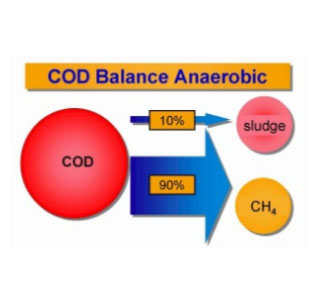 COD Balance Anaerobic
10%
sludge
COD
90%
CH₄